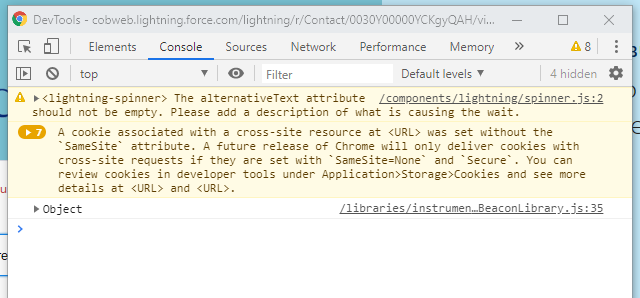 DevTools - cobweb.lightning.force.com/lightning/r/Contact/0030Y00000YCKgyQAH/vi...
Elements Console Sources Network Memory » 8
top Filter Default levels ▼ 4 hidden
<lightning-spinner> The alternativeText attribute /components/lightning/spinner.js:2
should not be empty. Please add a description of what is causing the wait.
7 A cookie associated with a cross-site resource at <URL> was set without the
`SameSite` attribute. A future release of Chrome will only deliver cookies with
cross-site requests if they are set with `SameSite=None` and `Secure`. You can
review cookies in developer tools under Application>Storage>Cookies and see more
details at <URL> and <URL>.
Object /libraries/instrumen…BeaconLibrary.js:35